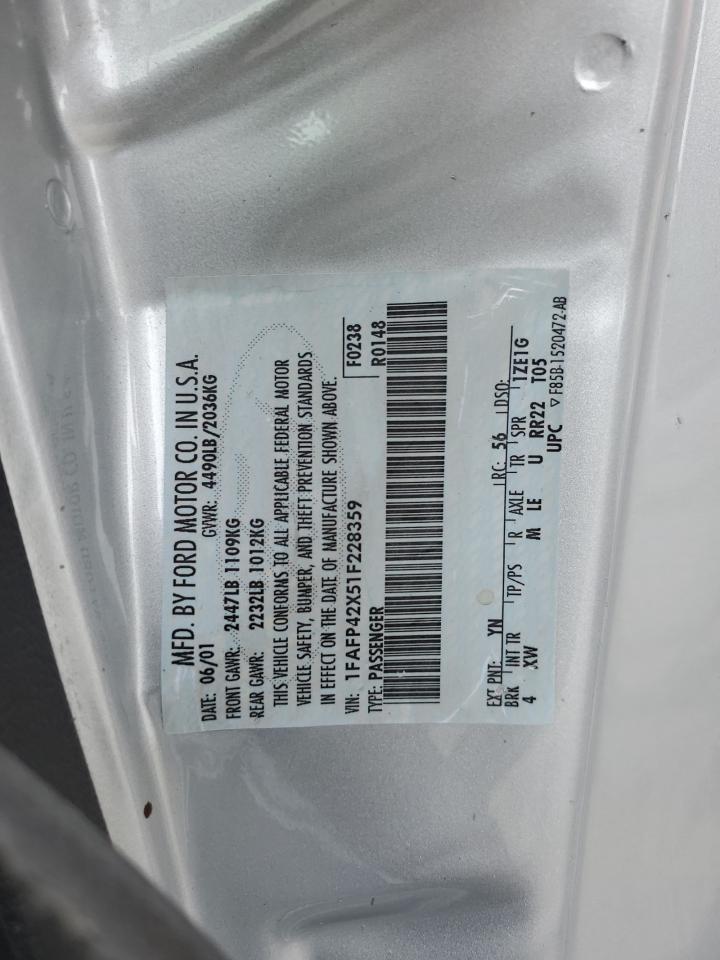 MFD. BY FORD MOTOR CO. IN U.S.A.
DATE: 06/01 GVWR: 4490LB/2036KG
FRONT GAWR: 2447LB 1109KG
REAR GAWR: 2232LB 1012KG
THIS VEHICLE CONFORMS TO ALL APPLICABLE FEDERAL MOTOR
VEHICLE SAFETY, BUMPER, AND THEFT PREVENTION STANDARDS
IN EFFECT ON THE DATE OF MANUFACTURE SHOWN ABOVE.
VIN: 1FAFP42X51F228359 F0238
TYPE: PASSENGER R0148
EXT PNT: YN RC: 56 DSO:
BRK INT TR TP/PS R AXLE TR SPR 1ZE1G
4 XW M LE U RR22 T05
UPC ▽ F85B-1520472-AB